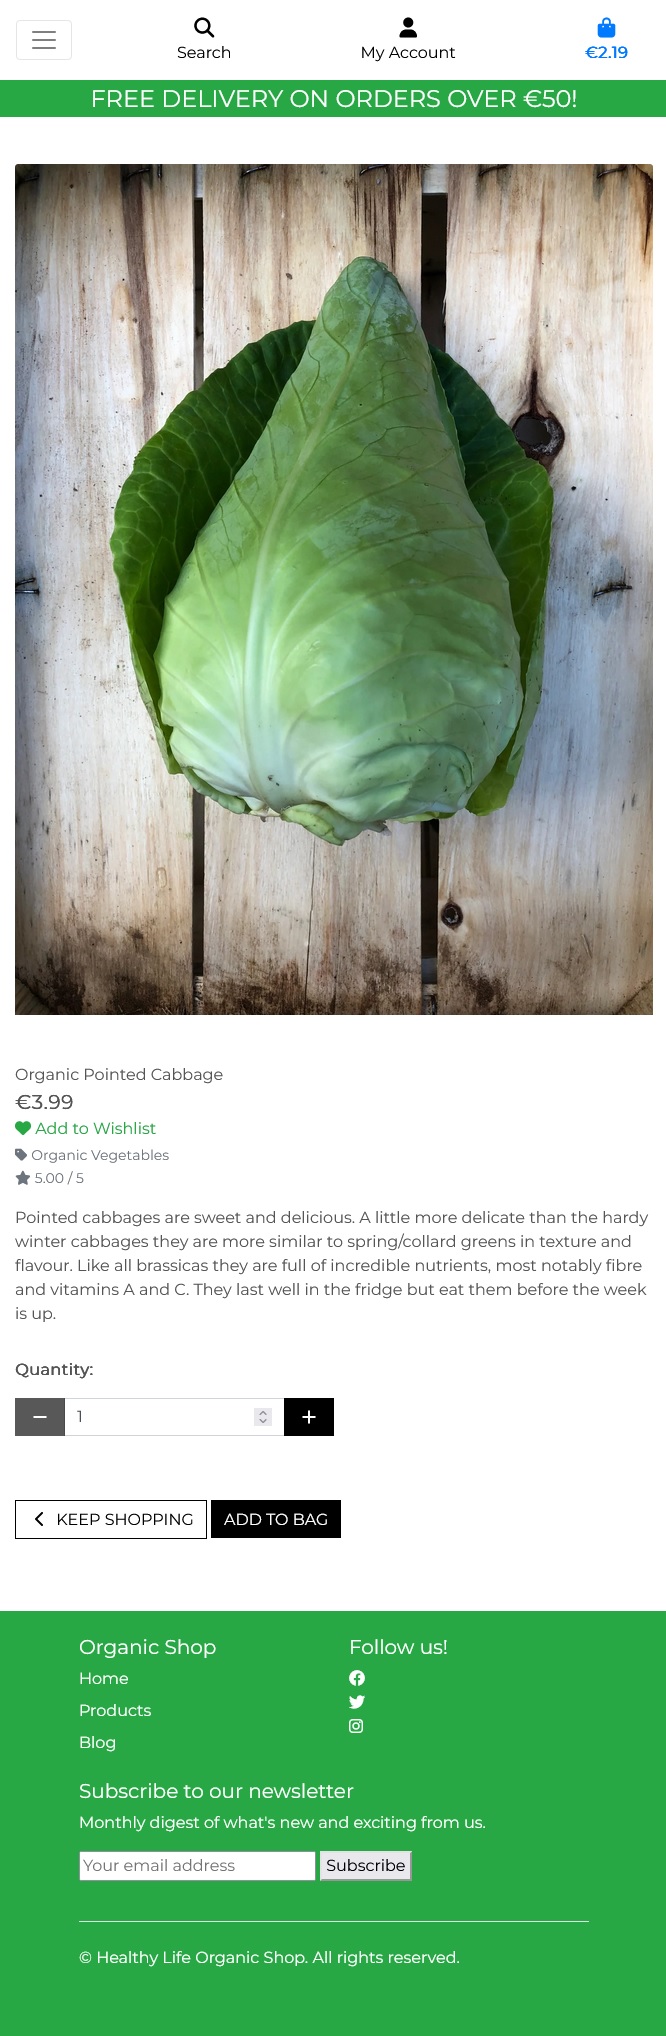 Search
My Account
€2.19
FREE DELIVERY ON ORDERS OVER €50!
Organic Pointed Cabbage
€3.99
Add to Wishlist
Organic Vegetables
5.00 / 5
Pointed cabbages are sweet and delicious. A little more delicate than the hardy
winter cabbages they are more similar to spring/collard greens in texture and
flavour. Like all brassicas they are full of incredible nutrients, most notably fibre
and vitamins A and C. They last well in the fridge but eat them before the week
is up.
Quantity:
1
KEEP SHOPPING
ADD TO BAG
Organic Shop
Home
Products
Blog
Follow us!
Subscribe to our newsletter
Monthly digest of what's new and exciting from us.
Your email address
Subscribe
© Healthy Life Organic Shop. All rights reserved.